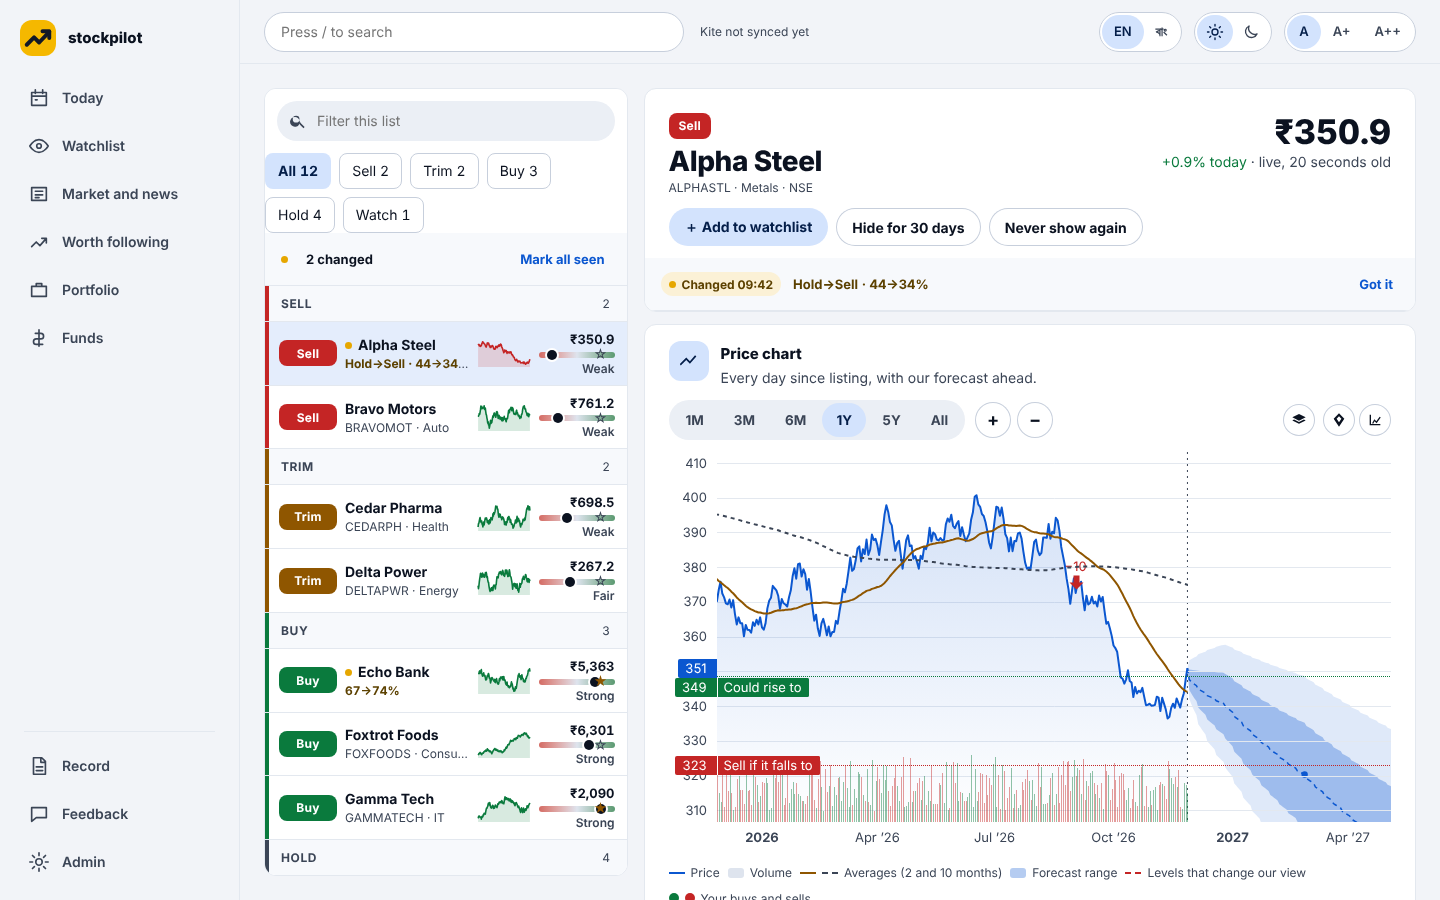 stockpilot
Press / to search
Kite not synced yet
EN
বাং
A
A+
A++
Today
Watchlist
Market and news
Worth following
Portfolio
Funds
Record
Feedback
Admin
Filter this list
All 12
Sell 2
Trim 2
Buy 3
Hold 4
Watch 1
2 changed
Mark all seen
SELL 2
Sell
Alpha Steel
Hold→Sell · 44→34...
₹350.9
Weak
Sell
Bravo Motors
BRAVOMOT · Auto
₹761.2
Weak
TRIM 2
Trim
Cedar Pharma
CEDARPH · Health
₹698.5
Weak
Trim
Delta Power
DELTAPWR · Energy
₹267.2
Fair
BUY 3
Buy
Echo Bank
67→74%
₹5,363
Strong
Buy
Foxtrot Foods
FOXFOODS · Consu...
₹6,301
Strong
Buy
Gamma Tech
GAMMATECH · IT
₹2,090
Strong
HOLD 4
Sell
Alpha Steel
ALPHASTL · Metals · NSE
₹350.9
+0.9% today · live, 20 seconds old
+ Add to watchlist
Hide for 30 days
Never show again
Changed 09:42
Hold→Sell · 44→34%
Got it
Price chart
Every day since listing, with our forecast ahead.
1M
3M
6M
1Y
5Y
All
+
−
410
400
390
380
370
360
351
349 Could rise to
340
330
323 Sell if it falls to
320
310
10
2026
Apr '26
Jul '26
Oct '26
2027
Apr '27
Price
Volume
Averages (2 and 10 months)
Forecast range
Levels that change our view
Your buys and sells